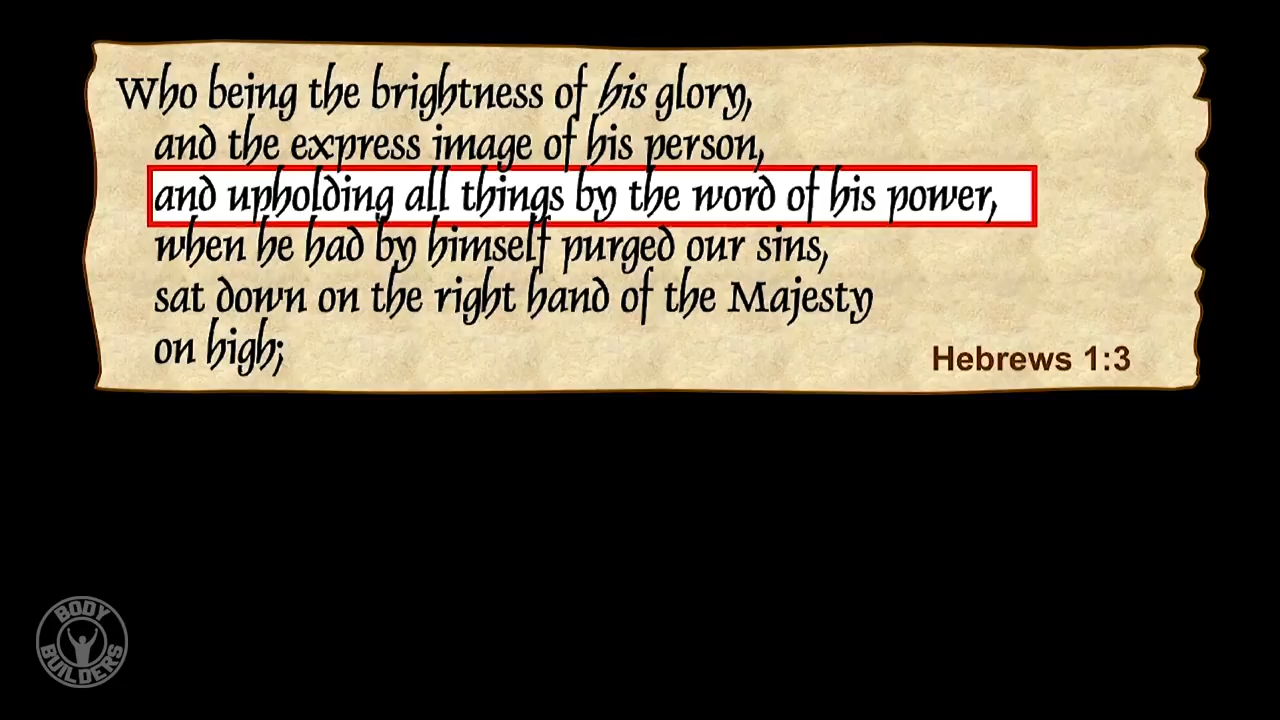 Who being the brightness of his glory,
and the express image of his person,
and upholding all things by the word of his power,
when he had by himself purged our sins,
sat down on the right hand of the Majesty
on high;
Hebrews 1:3
BODY
BUILDERS